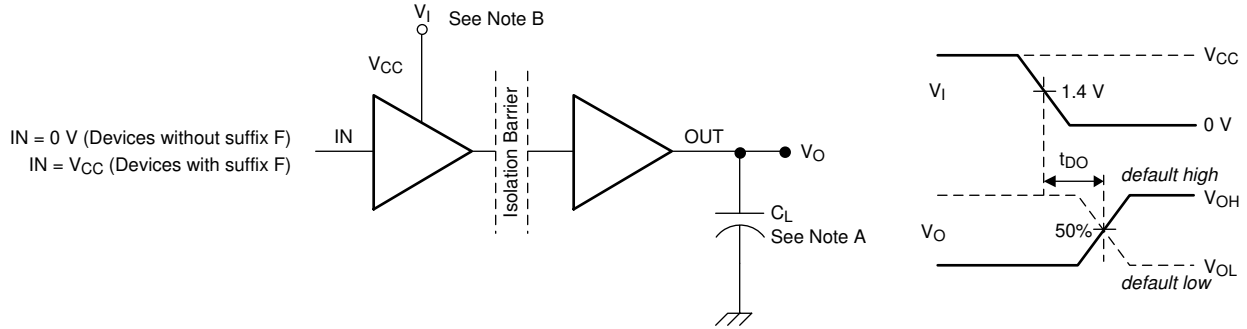 V_I See Note B
V_CC
IN = 0 V (Devices without suffix F)
IN = V_CC (Devices with suffix F)
IN
Isolation Barrier
OUT
V_O
C_L
See Note A
V_CC
V_I
1.4 V
0 V
t_DO
default high
V_OH
V_O
50%
default low
V_OL